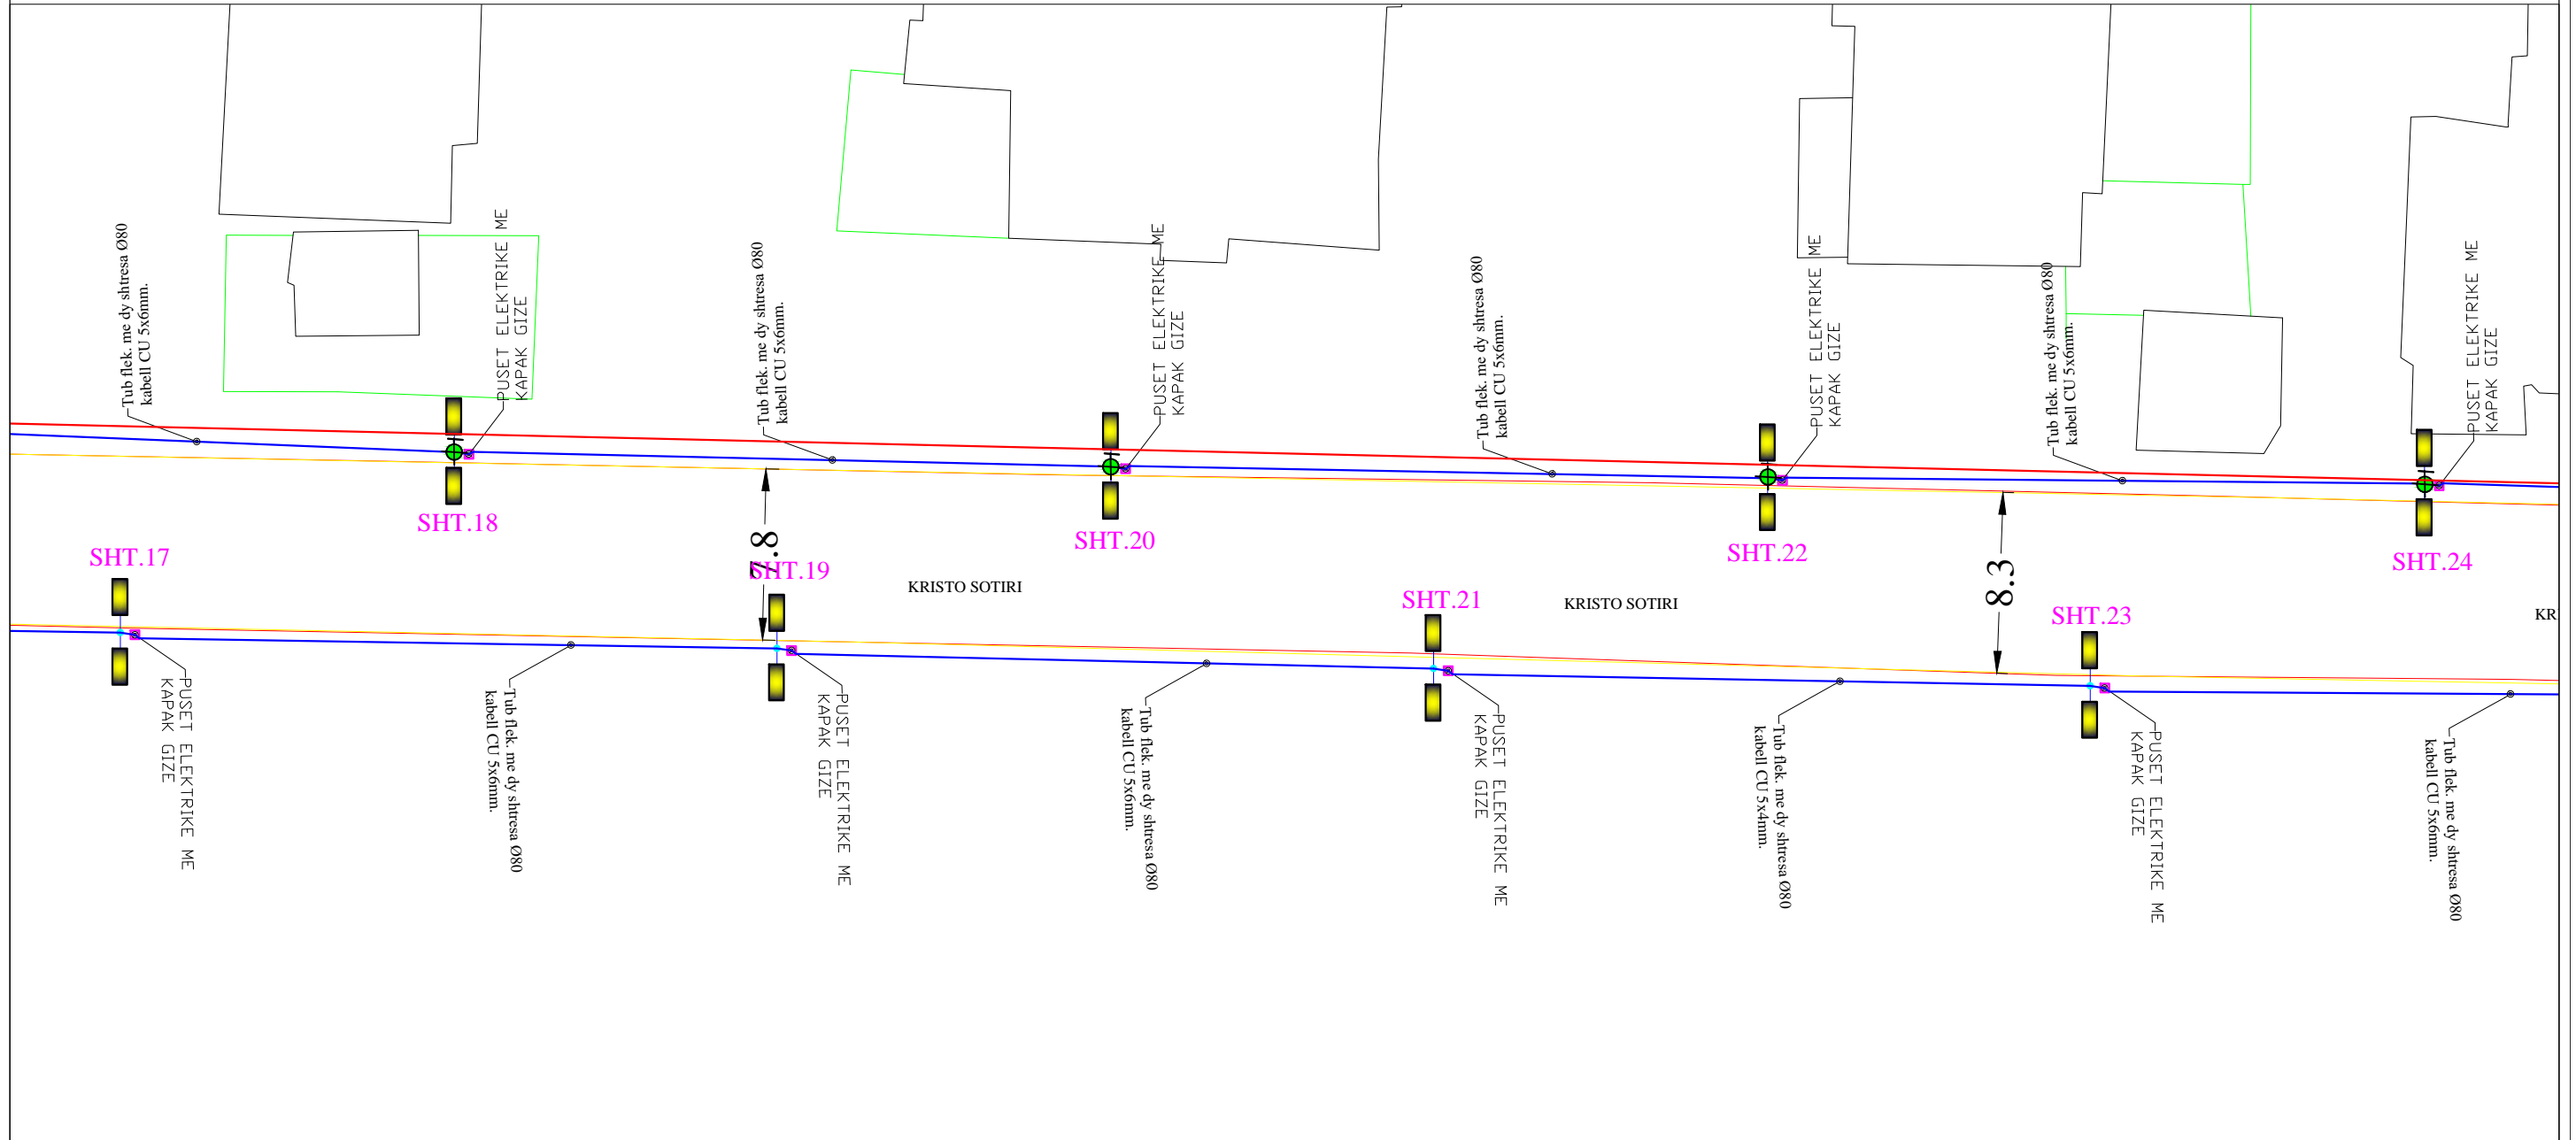 Tub flek. me dy shtresa Ø80
kabell CU 5x6mm.
PUSET ELEKTRIKE ME
KAPAK GIZE
Tub flek. me dy shtresa Ø80
kabell CU 5x6mm.
PUSET ELEKTRIKE ME
KAPAK GIZE
Tub flek. me dy shtresa Ø80
kabell CU 5x6mm.
PUSET ELEKTRIKE ME
KAPAK GIZE
Tub flek. me dy shtresa Ø80
kabell CU 5x6mm.
PUSET ELEKTRIKE ME
KAPAK GIZE
SHT.18
SHT.20
SHT.22
SHT.24
SHT.17
7.8
SHT.19
KRISTO SOTIRI
SHT.21
KRISTO SOTIRI
8.3
SHT.23
KR
PUSET ELEKTRIKE ME
KAPAK GIZE
Tub flek. me dy shtresa Ø80
kabell CU 5x6mm.
PUSET ELEKTRIKE ME
KAPAK GIZE
Tub flek. me dy shtresa Ø80
kabell CU 5x6mm.
PUSET ELEKTRIKE ME
KAPAK GIZE
Tub flek. me dy shtresa Ø80
kabell CU 5x4mm.
PUSET ELEKTRIKE ME
KAPAK GIZE
Tub flek. me dy shtresa Ø80
kabell CU 5x6mm.